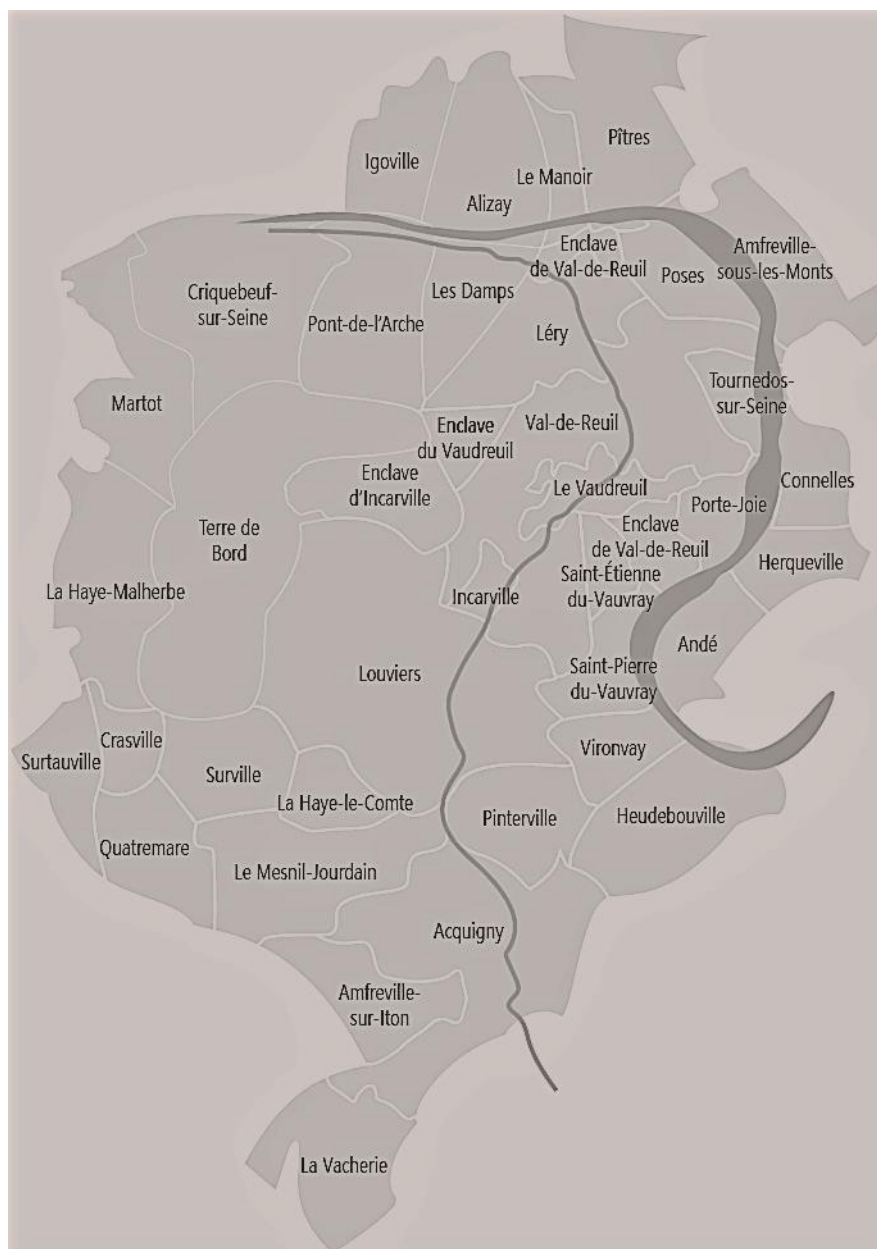 Pîtres
Igoville
Le Manoir
Alizay
Enclave
de Val-de-Reuil
Amfreville-
sous-les-Monts
Poses
Criquebeuf-
sur-Seine
Les Damps
Pont-de-l'Arche
Léry
Tournedos-
sur-Seine
Martot
Enclave
du Vaudreuil
Val-de-Reuil
Enclave
d'Incarville
Le Vaudreuil
Connelles
Porte-Joie
Terre de
Bord
Enclave
de Val-de-Reuil
Herqueville
Saint-Étienne
du-Vauvray
La Haye-Malherbe
Incarville
Andé
Louviers
Saint-Pierre
du-Vauvray
Crasville
Vironvay
Surtauville
Surville
La Haye-le-Comte
Pinterville
Heudebouville
Quatremare
Le Mesnil-Jourdain
Acquigny
Amfreville-
sur-Iton
La Vacherie